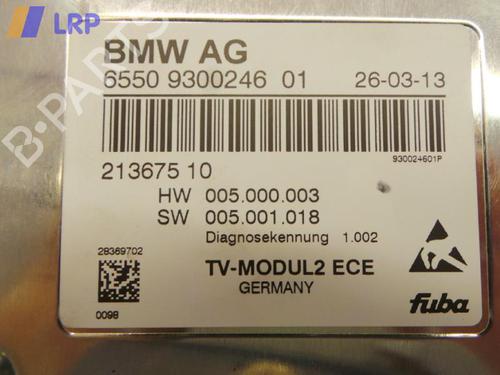 LRP
B-PARTS
BMW AG
6550 9300246 01 26-03-13
930024601P
213675 10
HW 005.000.003
SW 005.001.018
Diagnosekennung 1.002
28369702
TV-MODUL2 ECE
GERMANY
0098
fuba